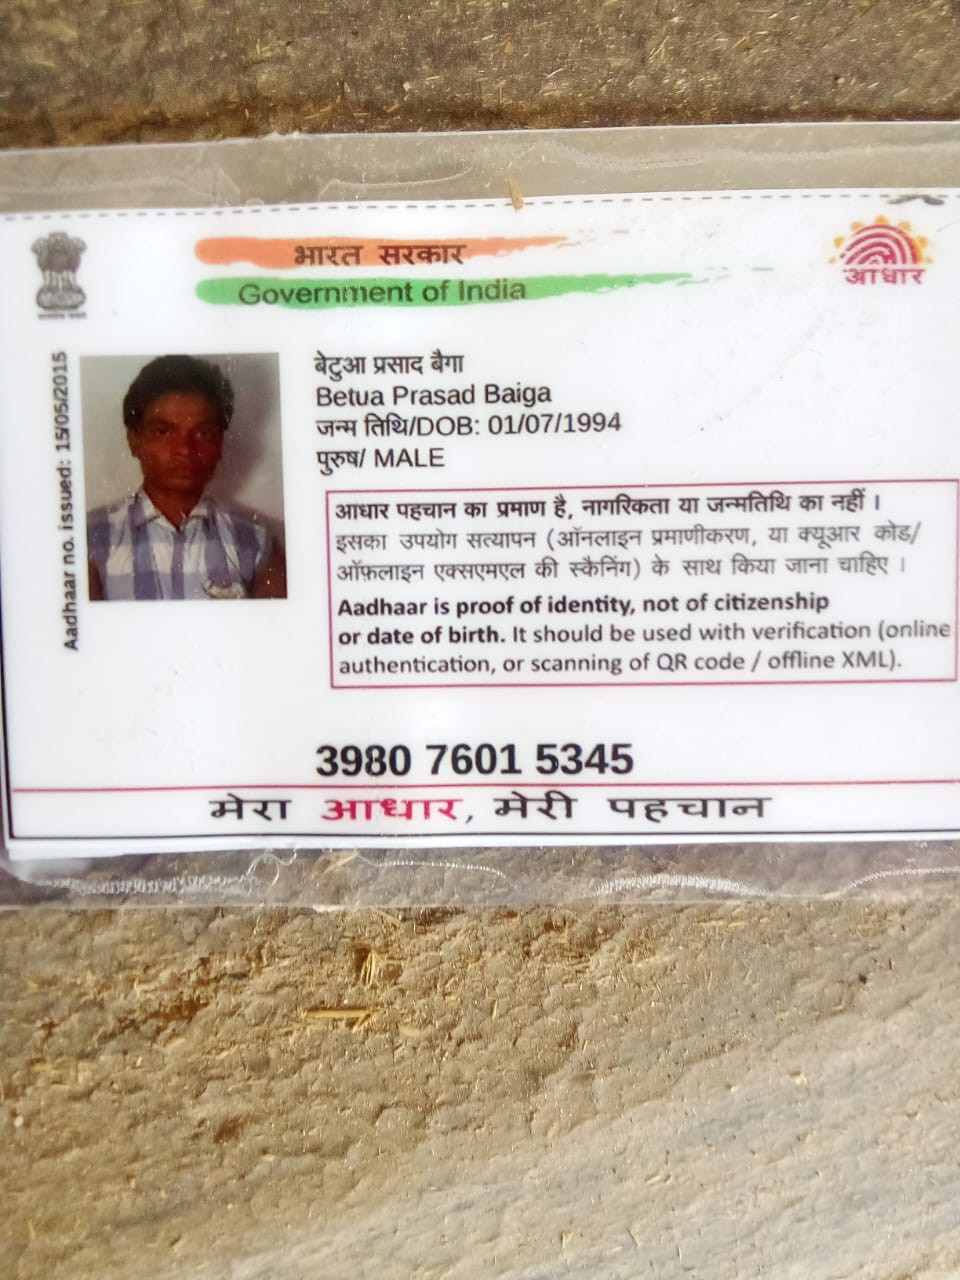 भारत सरकार
Government of India
आधार
Aadhaar no. issued: 15/05/2015
बेटुआ प्रसाद बैगा
Betua Prasad Baiga
जन्म तिथि/DOB: 01/07/1994
पुरुष/ MALE
आधार पहचान का प्रमाण है, नागरिकता या जन्मतिथि का नहीं ।
इसका उपयोग सत्यापन (ऑनलाइन प्रमाणीकरण, या क्यूआर कोड/
ऑफ़लाइन एक्सएमएल की स्कैनिंग) के साथ किया जाना चाहिए ।
Aadhaar is proof of identity, not of citizenship
or date of birth. It should be used with verification (online
authentication, or scanning of QR code / offline XML).
3980 7601 5345
मेरा आधार, मेरी पहचान